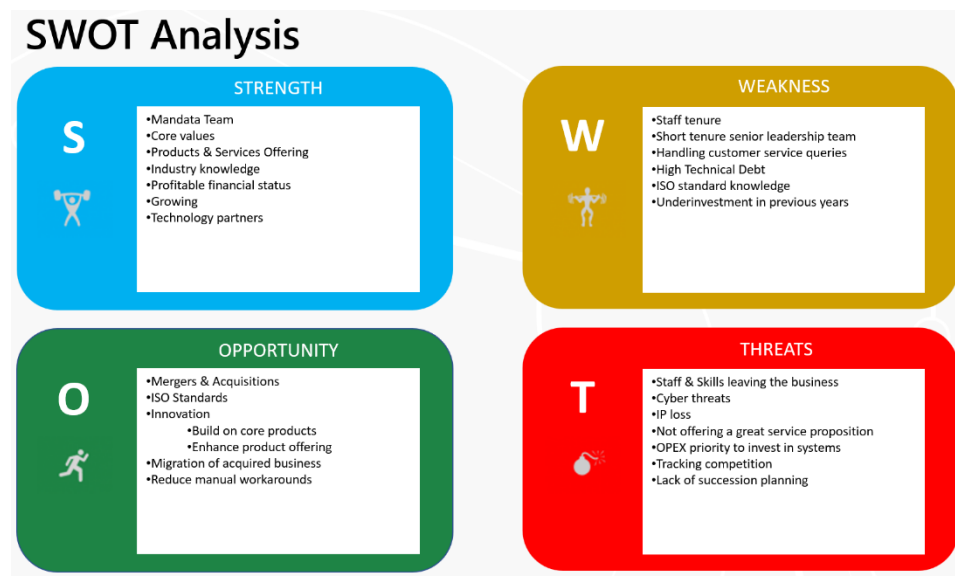 SWOT Analysis
STRENGTH
S
•Mandata Team
•Core values
•Products & Services Offering
•Industry knowledge
•Profitable financial status
•Growing
•Technology partners
WEAKNESS
W
•Staff tenure
•Short tenure senior leadership team
•Handling customer service queries
•High Technical Debt
•ISO standard knowledge
•Underinvestment in previous years
OPPORTUNITY
O
•Mergers & Acquisitions
•ISO Standards
•Innovation
•Build on core products
•Enhance product offering
•Migration of acquired business
•Reduce manual workarounds
THREATS
T
•Staff & Skills leaving the business
•Cyber threats
•IP loss
•Not offering a great service proposition
•OPEX priority to invest in systems
•Tracking competition
•Lack of succession planning